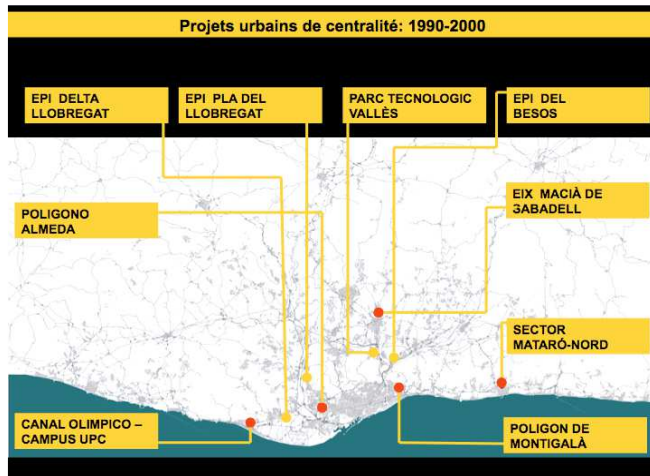 Projets urbains de centralité: 1990-2000
EPI DELTA
LLOBREGAT
EPI PLA DEL
LLOBREGAT
PARC TECNOLOGIC
VALLÈS
EPI DEL
BESOS
EIX MACIÀ DE
SABADELL
POLIGONO
ALMEDA
SECTOR
MATARÓ-NORD
CANAL OLIMPICO –
CAMPUS UPC
POLIGON DE
MONTIGALÀ